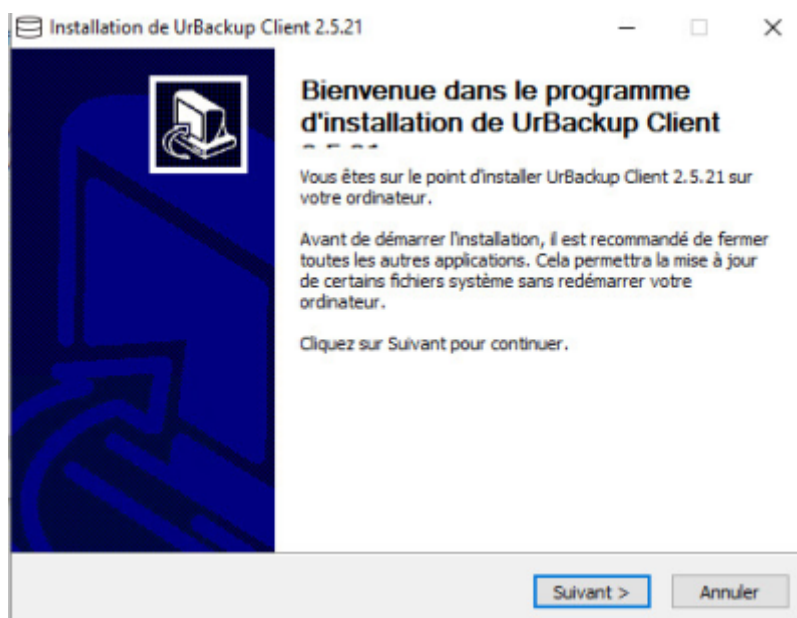 Installation de UrBackup Client 2.5.21
Bienvenue dans le programme
d'installation de UrBackup Client
Vous êtes sur le point d'installer UrBackup Client 2.5.21 sur
votre ordinateur.
Avant de démarrer l'installation, il est recommandé de fermer
toutes les autres applications. Cela permettra la mise à jour
de certains fichiers système sans redémarrer votre
ordinateur.
Cliquez sur Suivant pour continuer.
Suivant >
Annuler